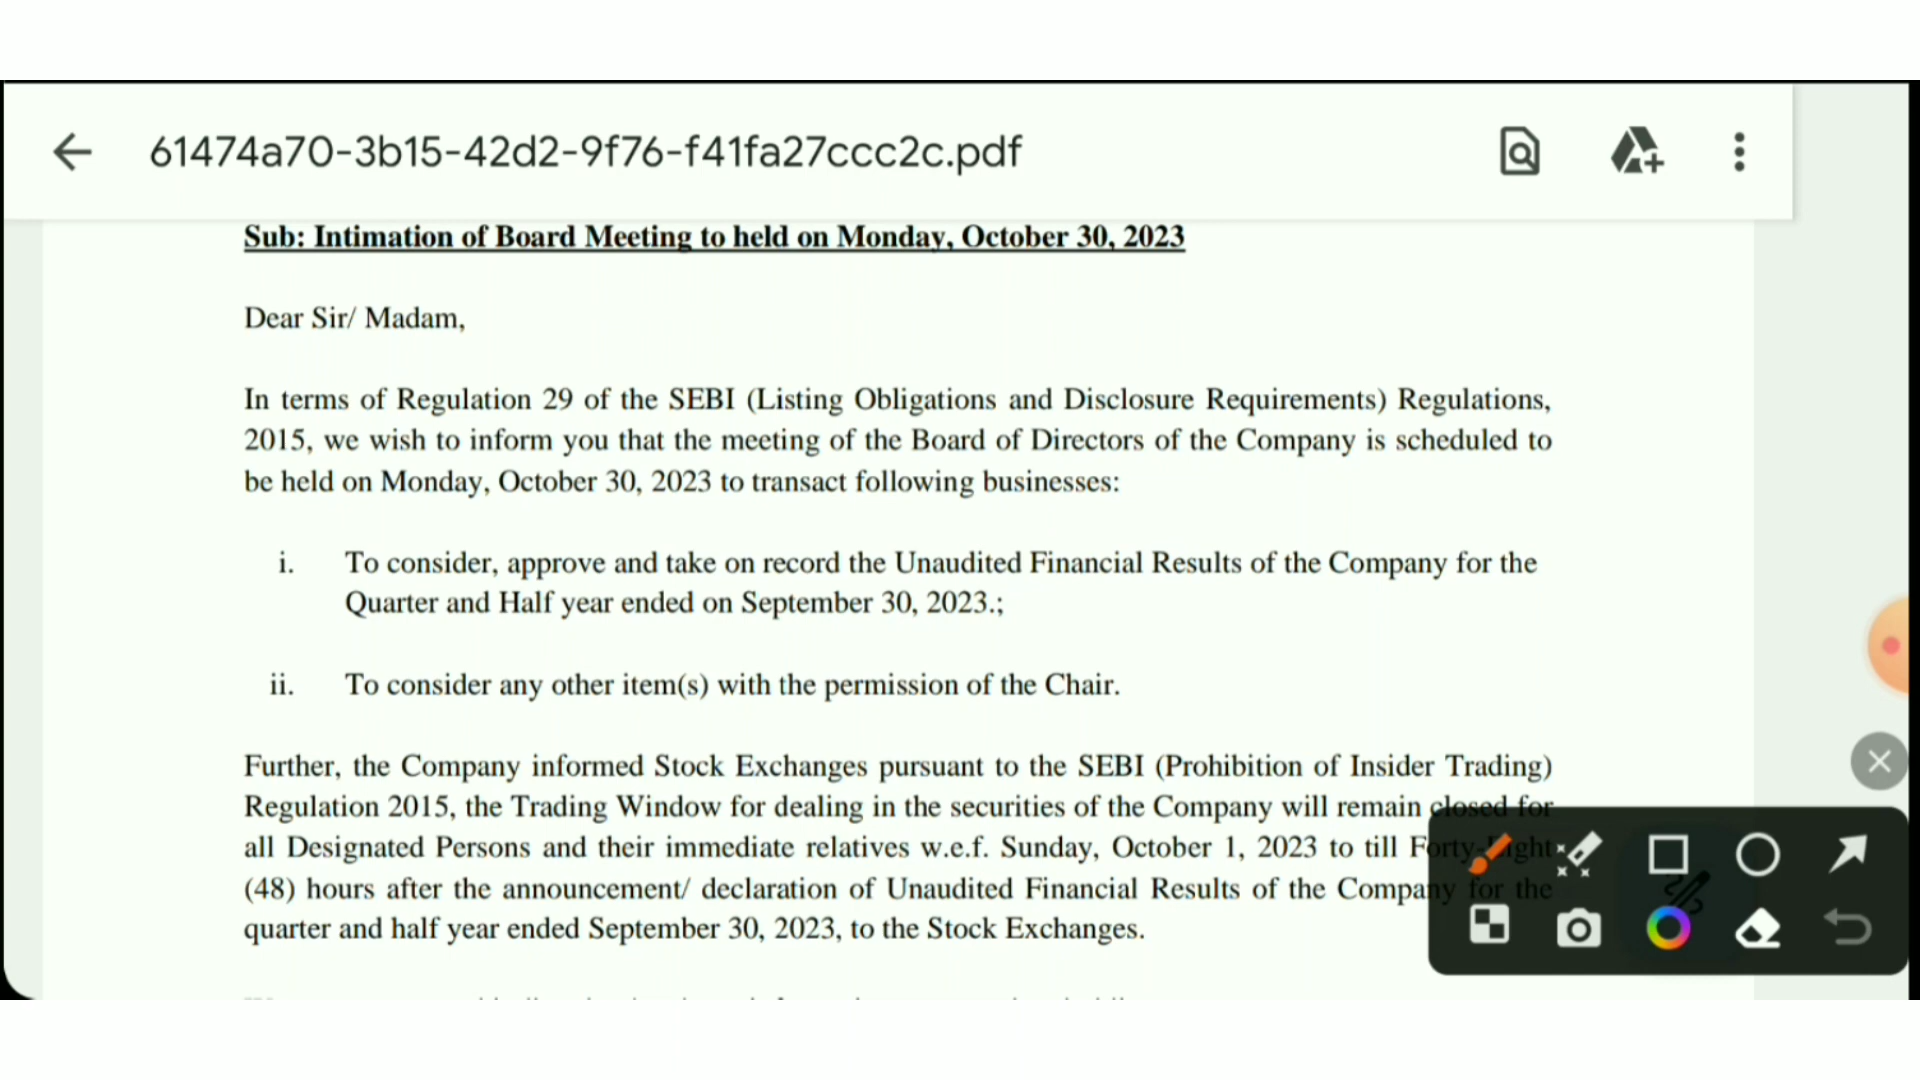 61474a70-3b15-42d2-9f76-f41fa27ccc2c.pdf
Sub: Intimation of Board Meeting to held on Monday, October 30, 2023
Dear Sir/ Madam,
In terms of Regulation 29 of the SEBI (Listing Obligations and Disclosure Requirements) Regulations,
2015, we wish to inform you that the meeting of the Board of Directors of the Company is scheduled to
be held on Monday, October 30, 2023 to transact following businesses:
i. To consider, approve and take on record the Unaudited Financial Results of the Company for the
Quarter and Half year ended on September 30, 2023.;
ii. To consider any other item(s) with the permission of the Chair.
Further, the Company informed Stock Exchanges pursuant to the SEBI (Prohibition of Insider Trading)
Regulation 2015, the Trading Window for dealing in the securities of the Company will remain closed for
all Designated Persons and their immediate relatives w.e.f. Sunday, October 1, 2023 to till Forty-Eight
(48) hours after the announcement/ declaration of Unaudited Financial Results of the Company for the
quarter and half year ended September 30, 2023, to the Stock Exchanges.